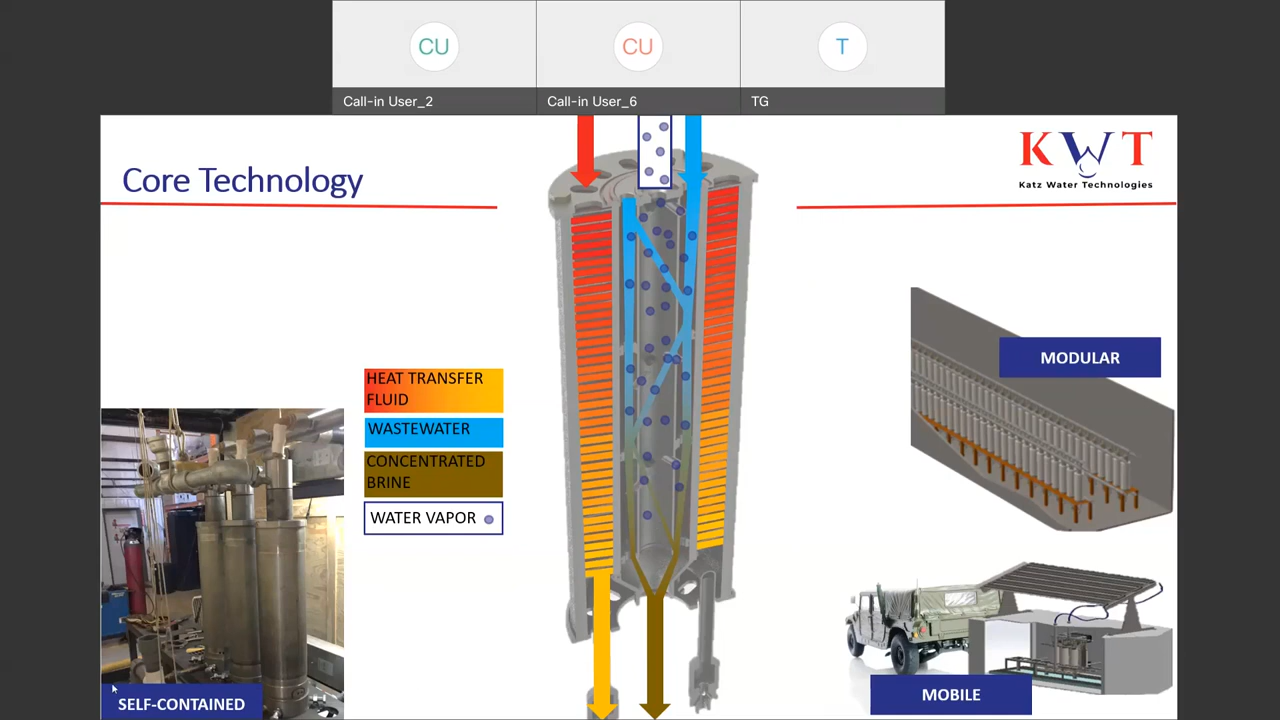 CU
CU
T
Call-in User_2
Call-in User_6
TG
Core Technology
KWT
Katz Water Technologies
HEAT TRANSFER
FLUID
WASTEWATER
CONCENTRATED
BRINE
WATER VAPOR
MODULAR
SELF-CONTAINED
MOBILE